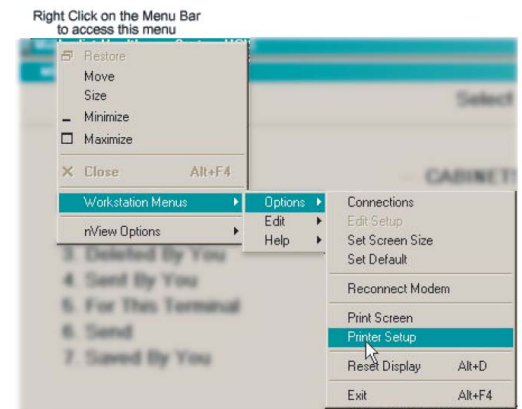 Right Click on the Menu Bar
to access this menu
Restore
Move
Size
Minimize
Maximize
Close Alt+F4
Workstation Menus
nView Options
Options
Edit
Help
Connections
Edit Setup
Set Screen Size
Set Default
Reconnect Modem
Print Screen
Printer Setup
Reset Display Alt+D
Exit Alt+F4
Select
CABINET
3. Deleted By You
4. Sent By You
5. For This Terminal
6. Send
7. Saved By You